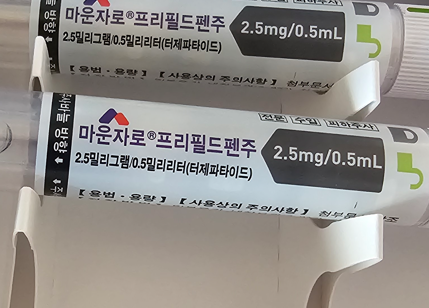 마운자로®프리필드펜주
2.5밀리그램/0.5밀리리터(터제파타이드)
2.5mg/0.5mL
[용법·용량] [사용상의 주의사항] 첨부문서
마운자로®프리필드펜주
2.5밀리그램/0.5밀리리터(터제파타이드)
전문 수입 피하주사
2.5mg/0.5mL
[용법·용량] [사용상의 주의사항] 첨부문